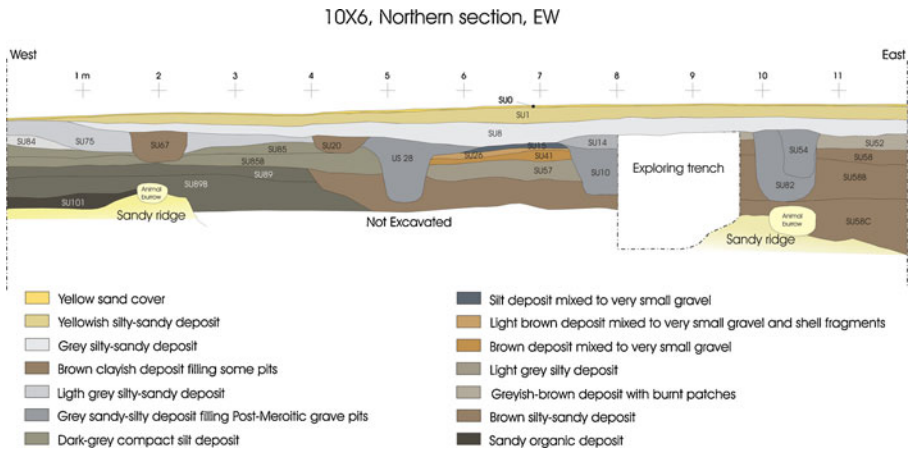 10X6, Northern section, EW
West
East
1 m 2 3 4 5 6 7 8 9 10 11
SU0
SU1
SU8
SU84 SU75 SU67 SU85 SU20 US 28 SU26 SU15 SU41 SU14 SU54 SU52
SU85B SU57 SU10 Exploring trench SU58
SU89 SU89B SU82 SU58B
SU101 Animal burrow Animal burrow SU58C
Sandy ridge Not Excavated Sandy ridge
Yellow sand cover
Yellowish silty-sandy deposit
Grey silty-sandy deposit
Brown clayish deposit filling some pits
Ligth grey silty-sandy deposit
Grey sandy-silty deposit filling Post-Meroitic grave pits
Dark-grey compact silt deposit
Silt deposit mixed to very small gravel
Light brown deposit mixed to very small gravel and shell fragments
Brown deposit mixed to very small gravel
Light grey silty deposit
Greyish-brown deposit with burnt patches
Brown silty-sandy deposit
Sandy organic deposit